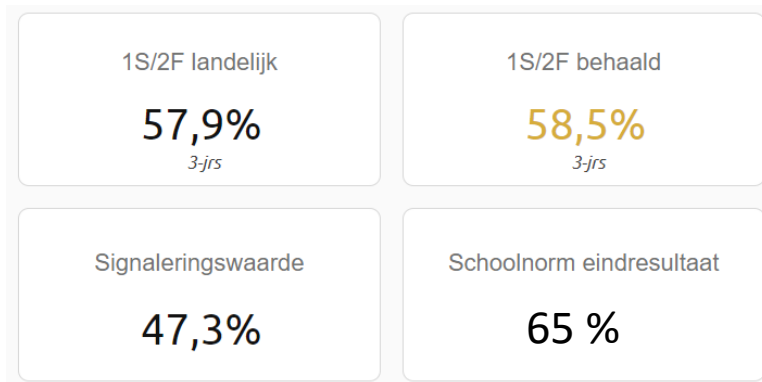 1S/2F landelijk
57,9%
3-jrs
1S/2F behaald
58,5%
3-jrs
Signaleringswaarde
47,3%
Schoolnorm eindresultaat
65 %